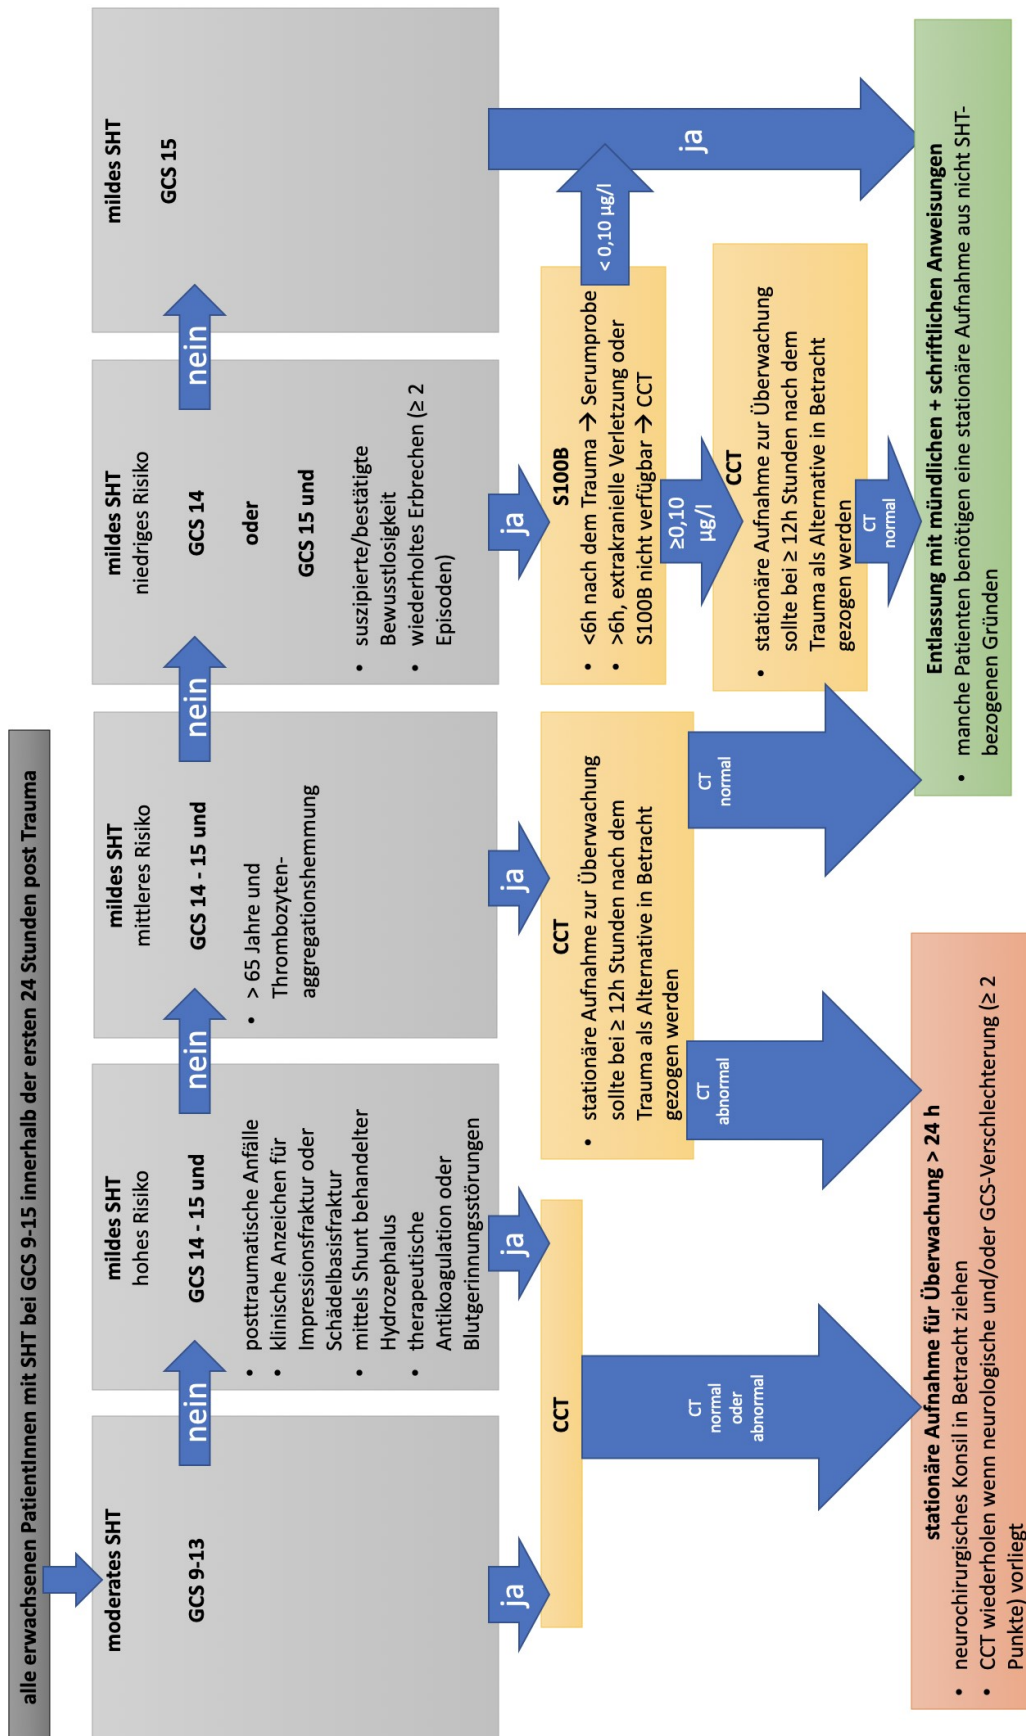 alle erwachsenen PatientInnen mit SHT bei GCS 9-15 innerhalb der ersten 24 Stunden post Trauma
moderates SHT
GCS 9-13
nein
ja
mildes SHT
hohes Risiko
GCS 14 - 15 und
• posttraumatische Anfälle
• klinische Anzeichen für
Impressionsfraktur oder
Schädelbasisfraktur
• mittels Shunt behandelter
Hydrozephalus
• therapeutische
Antikoagulation oder
Blutgerinnungsstörungen
nein
ja
mildes SHT
mittleres Risiko
GCS 14 - 15 und
• > 65 Jahre und
Thrombozyten-
aggregationshemmung
nein
ja
mildes SHT
niedriges Risiko
GCS 14
oder
GCS 15 und
• suszipierte/bestätigte
Bewusstlosigkeit
• wiederholtes Erbrechen (≥ 2
Episoden)
nein
ja
mildes SHT
GCS 15
ja
CCT
CT
normal
oder
abnormal
CCT
• stationäre Aufnahme zur Überwachung
sollte bei ≥ 12h Stunden nach dem
Trauma als Alternative in Betracht
gezogen werden
CT
abnormal
CT
normal
S100B
• <6h nach dem Trauma → Serumprobe
• >6h, extrakranielle Verletzung oder
S100B nicht verfügbar → CCT
< 0,10 µg/l
≥0,10
µg/l
CCT
• stationäre Aufnahme zur Überwachung
sollte bei ≥ 12h Stunden nach dem
Trauma als Alternative in Betracht
gezogen werden
CT
normal
stationäre Aufnahme für Überwachung > 24 h
• neurochirurgisches Konsil in Betracht ziehen
• CCT wiederholen wenn neurologische und/oder GCS-Verschlechterung (≥ 2
Punkte) vorliegt
Entlassung mit mündlichen + schriftlichen Anweisungen
• manche Patienten benötigen eine stationäre Aufnahme aus nicht SHT-
bezogenen Gründen